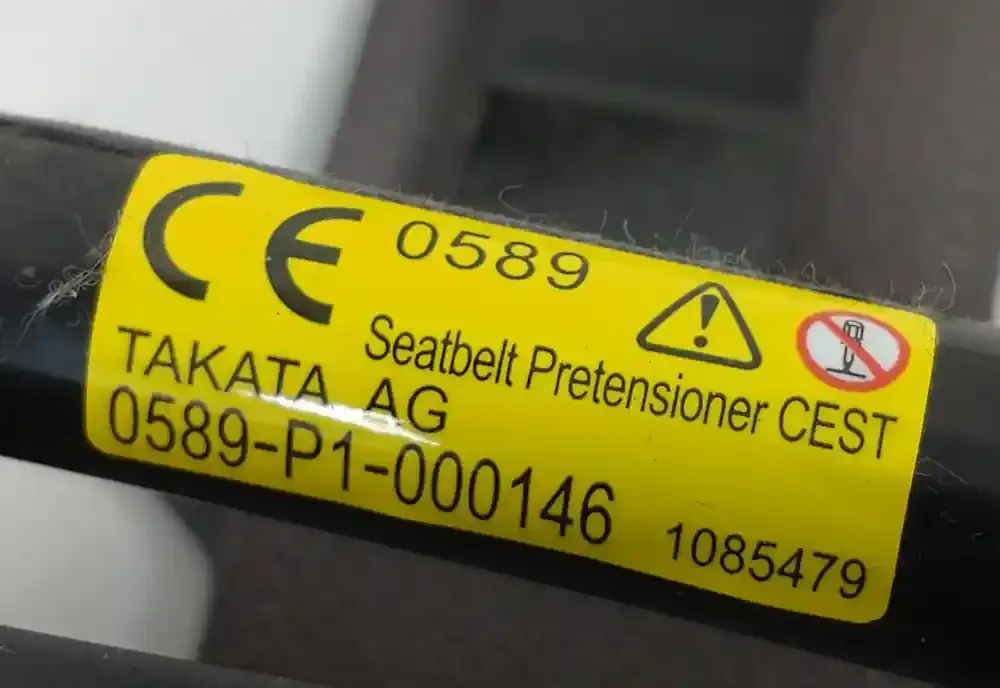 CE 0589
Seatbelt Pretensioner CEST
TAKATA AG
0589-P1-000146
1085479